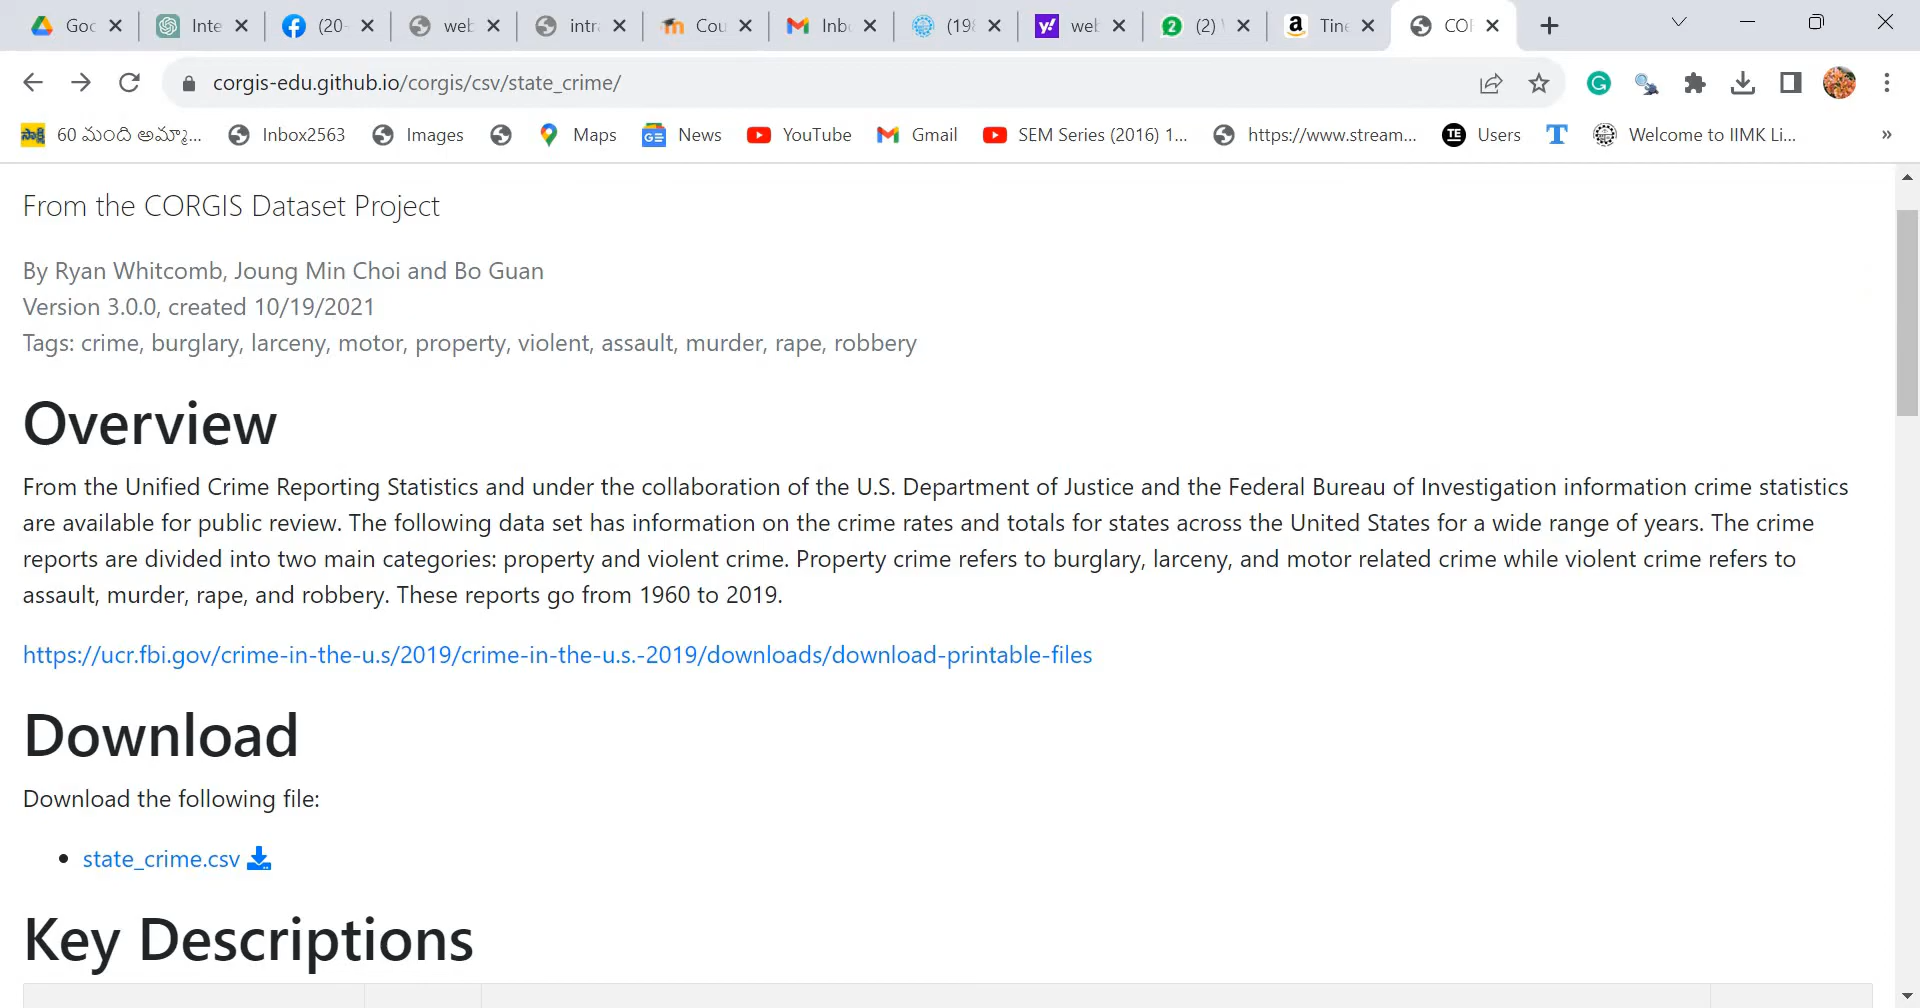 Goc
Inte
(20-
web
intra
Cou
Inb
(198
web
(2)
Tine
COR
corgis-edu.github.io/corgis/csv/state_crime/
60 మంది అమ్మా...
Inbox2563
Images
Maps
News
YouTube
Gmail
SEM Series (2016) 1...
https://www.stream...
Users
Welcome to IIMK Li...
»
From the CORGIS Dataset Project
By Ryan Whitcomb, Joung Min Choi and Bo Guan
Version 3.0.0, created 10/19/2021
Tags: crime, burglary, larceny, motor, property, violent, assault, murder, rape, robbery
Overview
From the Unified Crime Reporting Statistics and under the collaboration of the U.S. Department of Justice and the Federal Bureau of Investigation information crime statistics
are available for public review. The following data set has information on the crime rates and totals for states across the United States for a wide range of years. The crime
reports are divided into two main categories: property and violent crime. Property crime refers to burglary, larceny, and motor related crime while violent crime refers to
assault, murder, rape, and robbery. These reports go from 1960 to 2019.
https://ucr.fbi.gov/crime-in-the-u.s/2019/crime-in-the-u.s.-2019/downloads/download-printable-files
Download
Download the following file:
• state_crime.csv
Key Descriptions